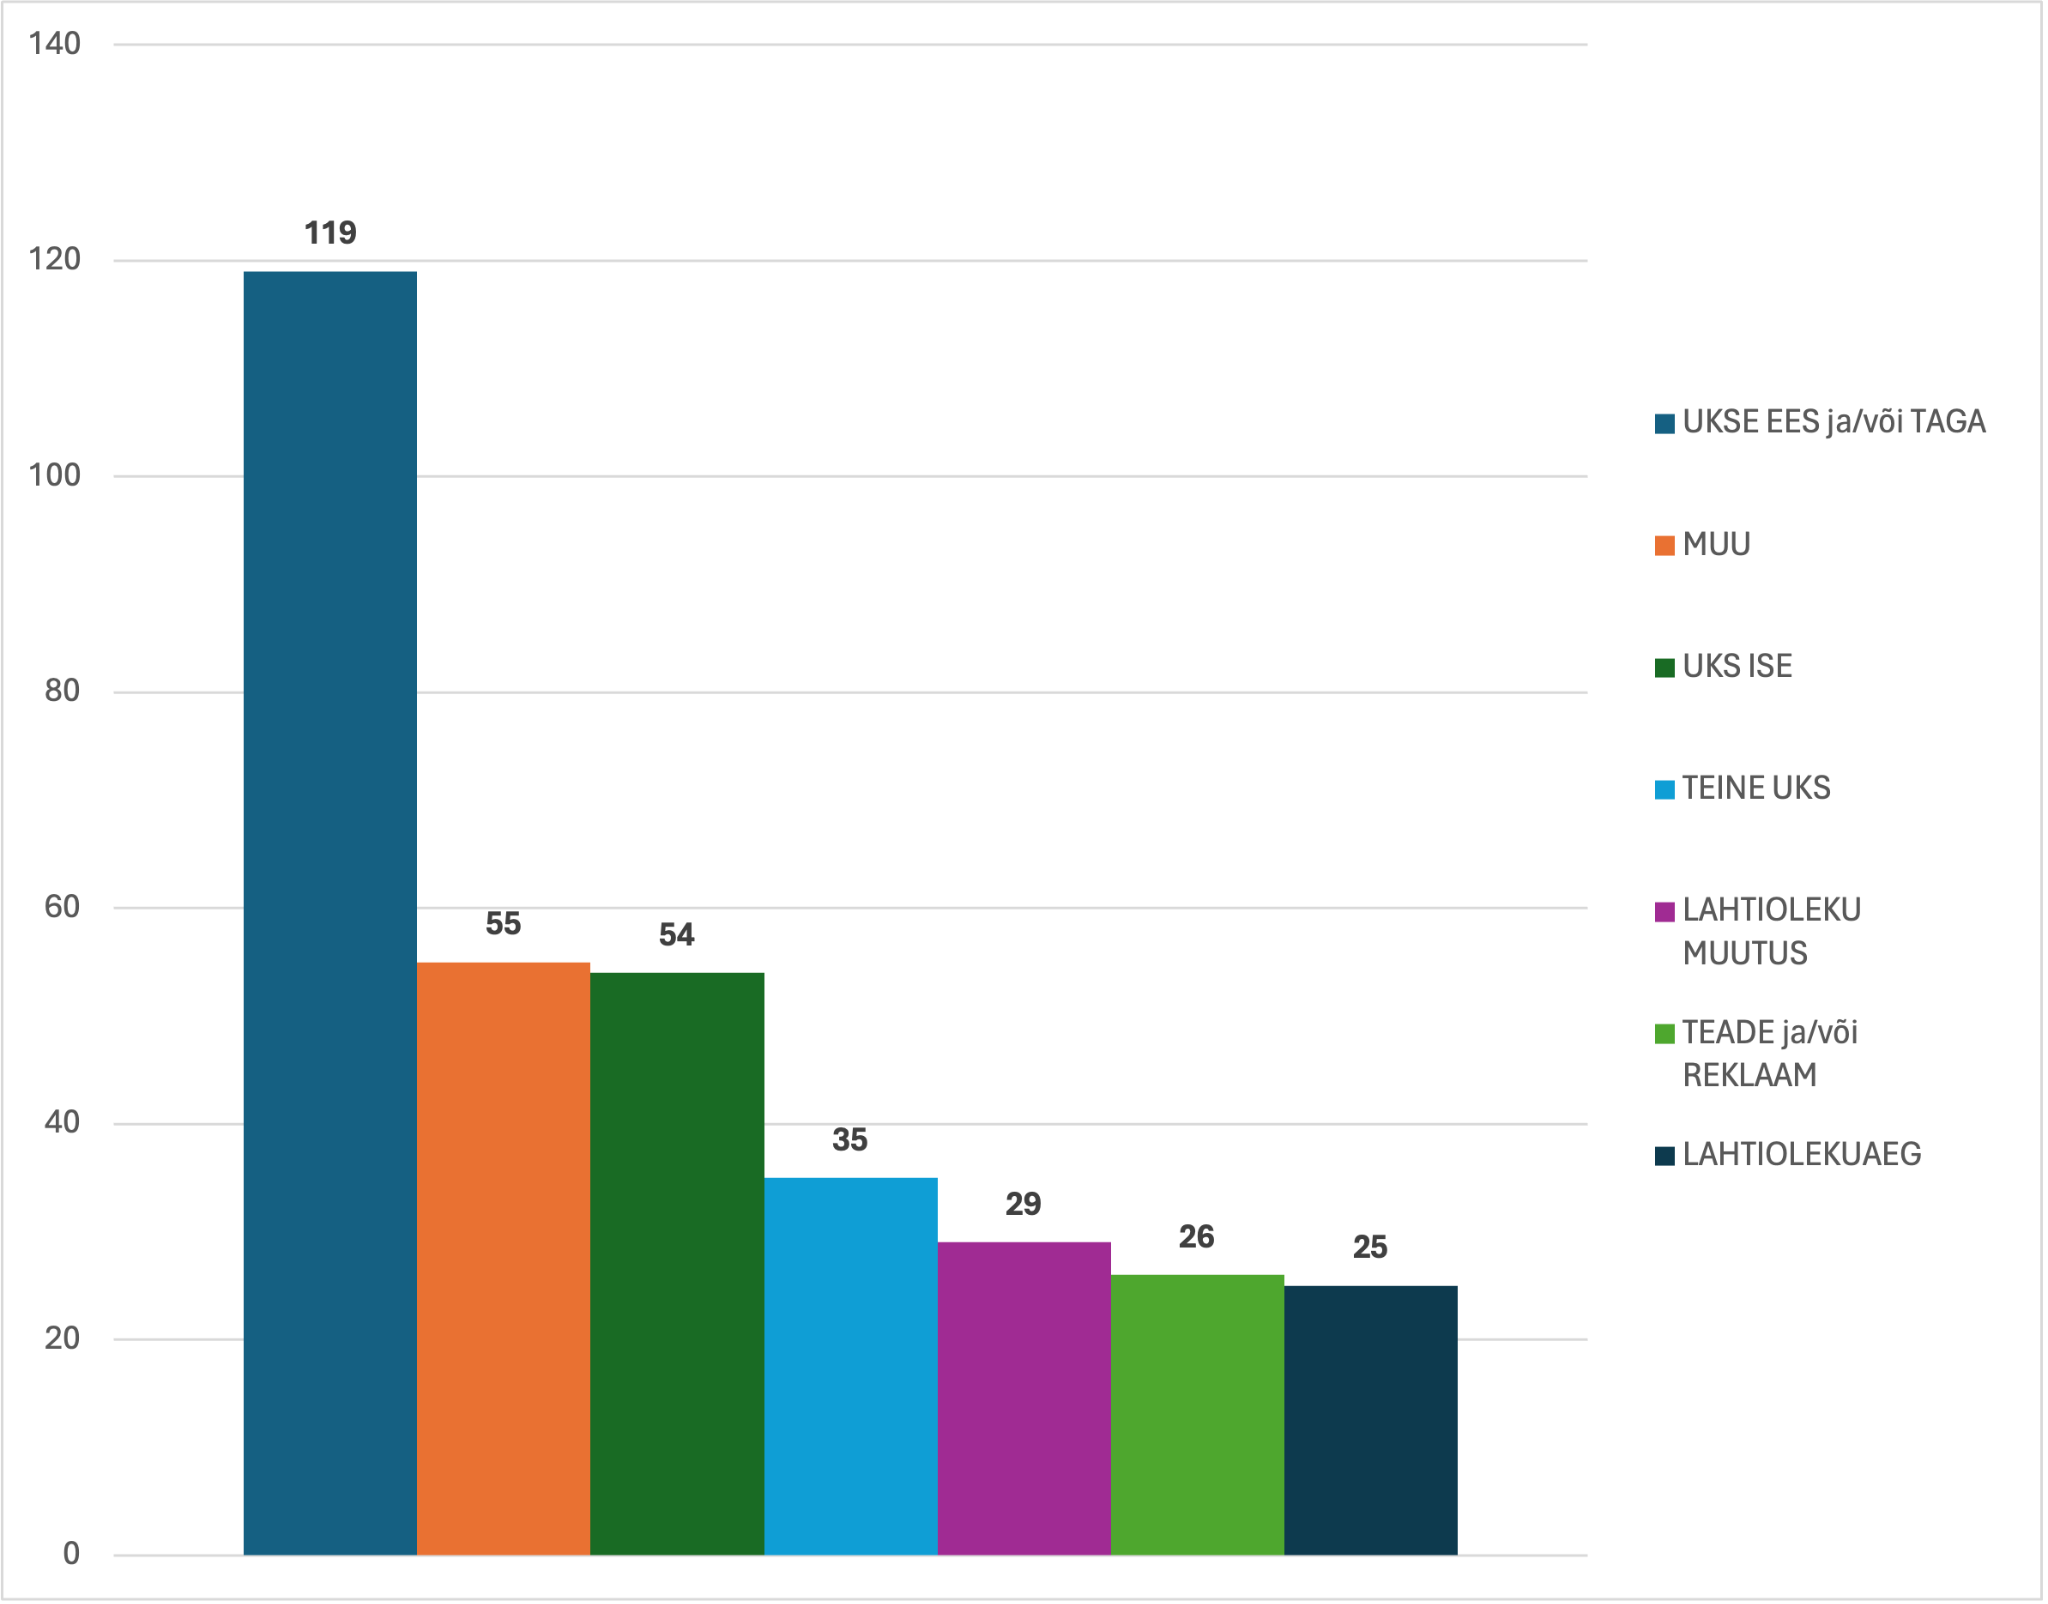 140
120
100
80
60
40
20
0
119
55
54
35
29
26
25
UKSE EES ja/või TAGA
MUU
UKS ISE
TEINE UKS
LAHTIOLEKU
MUUTUS
TEADE ja/või
REKLAAM
LAHTIOLEKUAEG